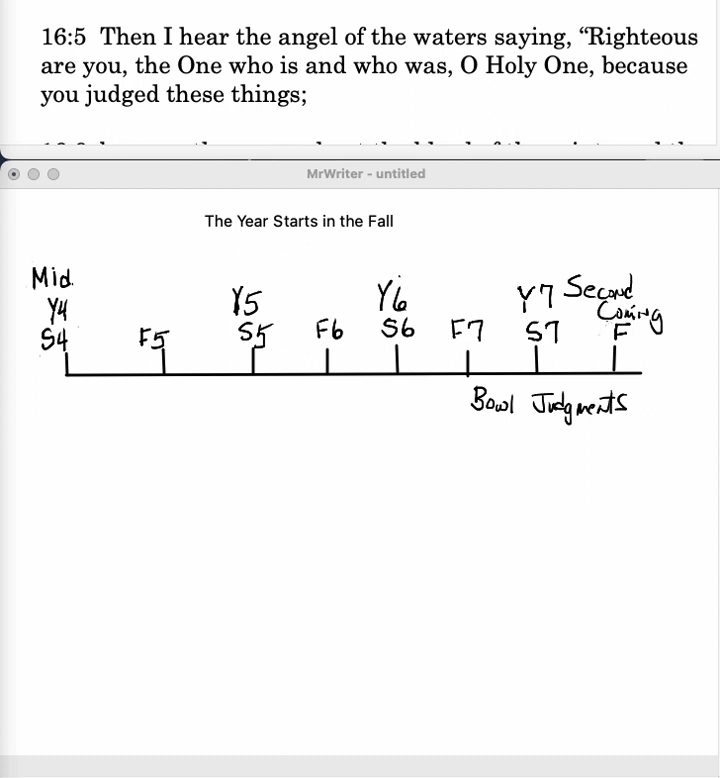 16:5 Then I hear the angel of the waters saying, “Righteous
are you, the One who is and who was, O Holy One, because
you judged these things;
MrWriter - untitled
The Year Starts in the Fall
Mid.
Y4
S4
F5
Y5
S5
F6
Y6
S6
F7
Y7
S7
Second
Coming
F
Bowl Judgments